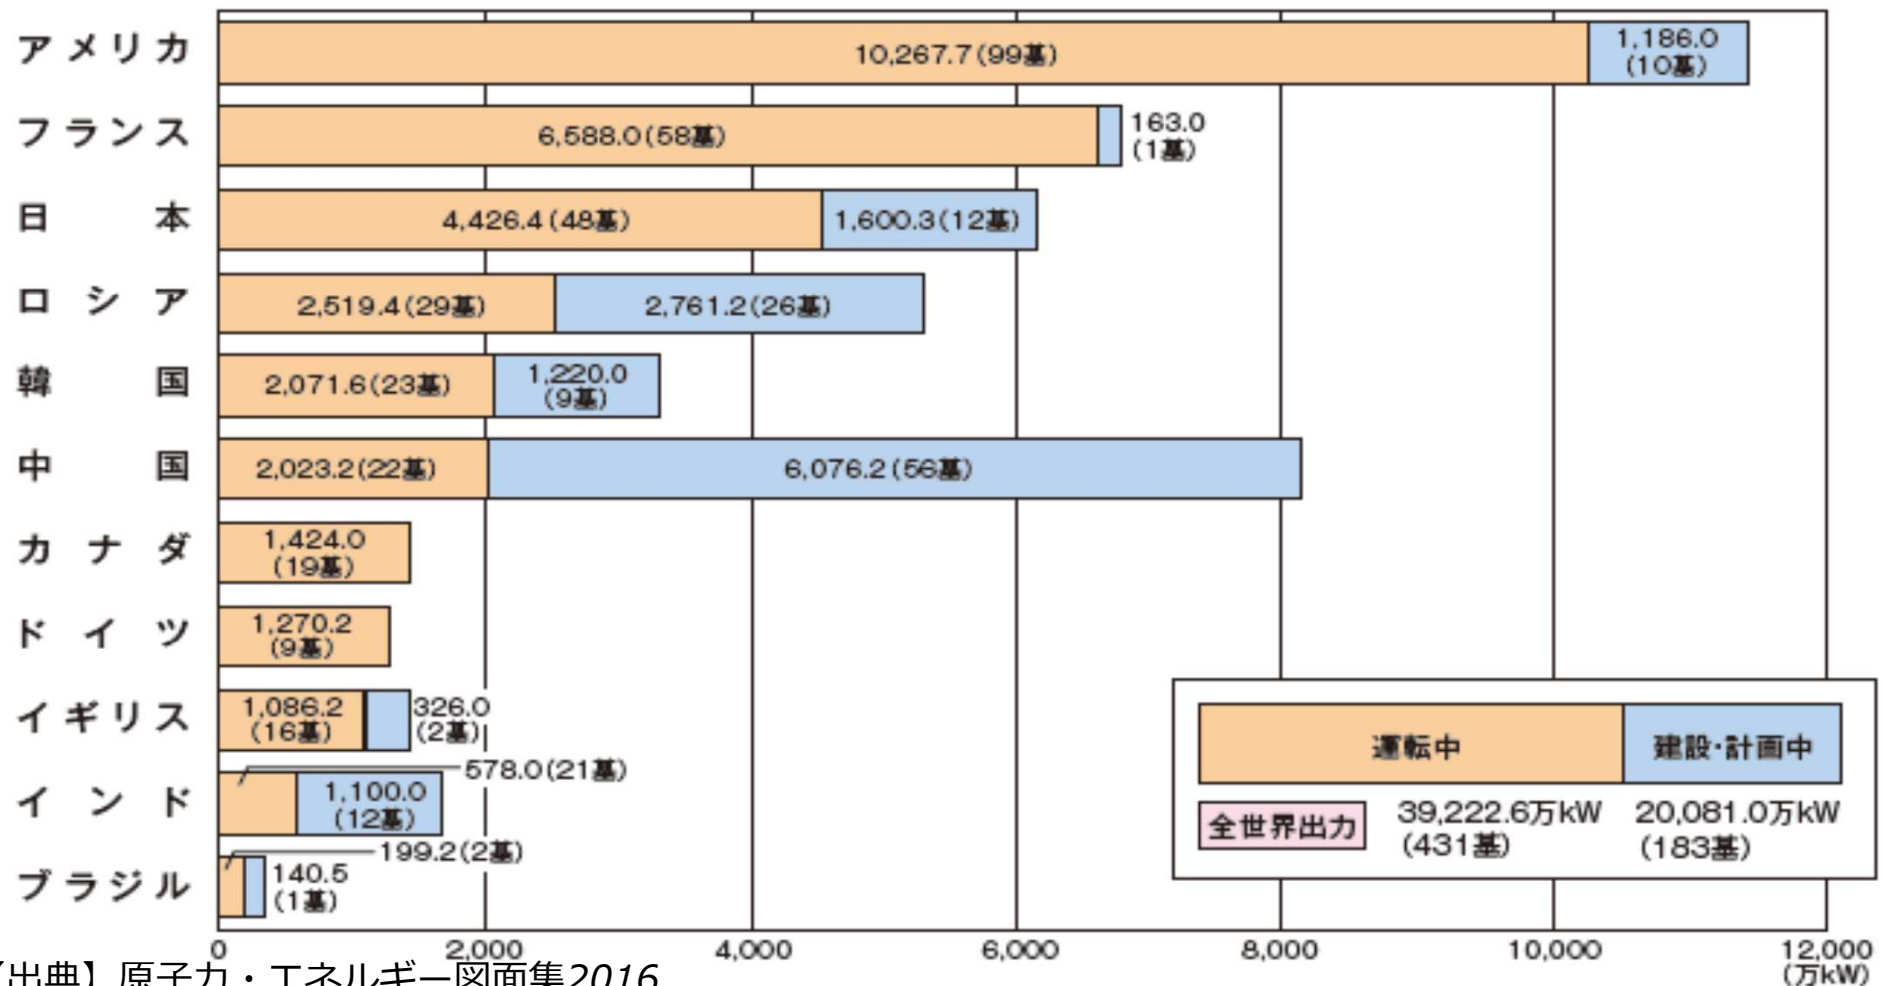 アメリカ
10,267.7(99基)
1,186.0
(10基)
フランス
6,588.0(58基)
163.0
(1基)
日本
4,426.4(48基)
1,600.3(12基)
ロシア
2,519.4(29基)
2,761.2(26基)
韓国
2,071.6(23基)
1,220.0
(9基)
中国
2,023.2(22基)
6,076.2(56基)
カナダ
1,424.0
(19基)
ドイツ
1,270.2
(9基)
イギリス
1,086.2
(16基)
326.0
(2基)
インド
578.0(21基)
1,100.0
(12基)
ブラジル
199.2(2基)
140.5
(1基)
運転中
建設・計画中
全世界出力
39,222.6万kW
(431基)
20,081.0万kW
(183基)
0 2,000 4,000 6,000 8,000 10,000 12,000
(万kW)
【出典】原子力・エネルギー図面集2016